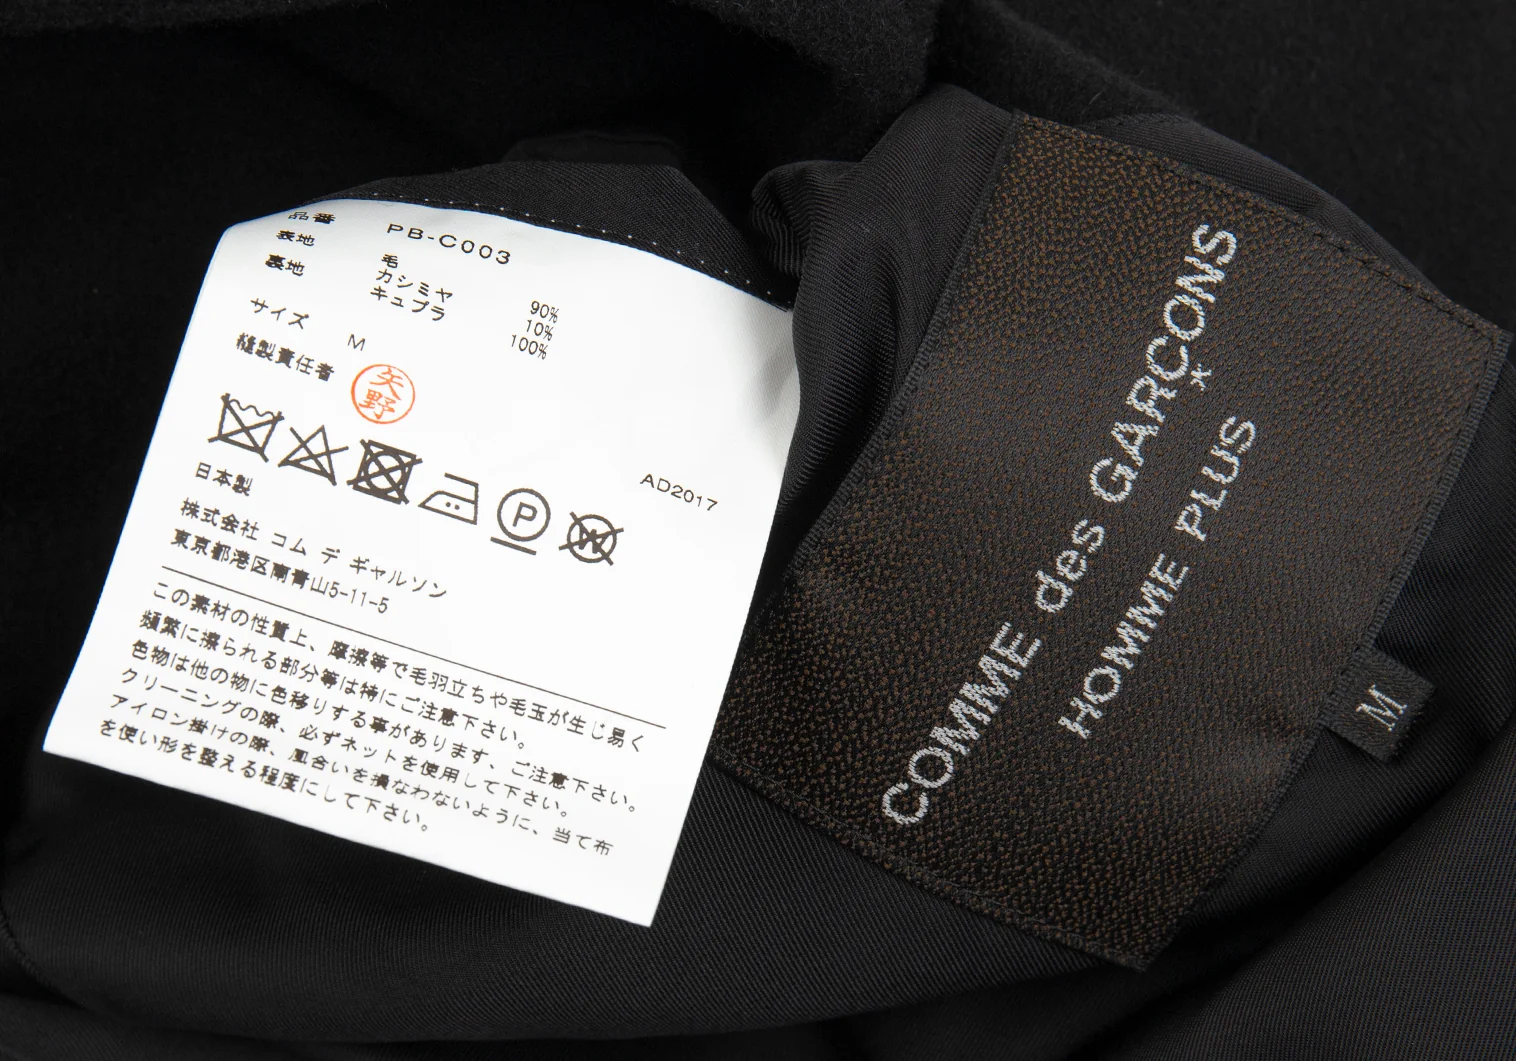 品番 PB-C003
表地 毛 90%
カシミヤ 10%
裏地 キュプラ 100%
サイズ M
縫製責任者 矢野
AD2017
P
W
日本製
株式会社 コム デ ギャルソン
東京都港区南青山5-11-5
この素材の性質上、摩擦等で毛羽立ちや毛玉が生じ易く
頻繁に擦られる部分等は特にご注意下さい。
色物は他の物に色移りする事があります、ご注意下さい。
クリーニングの際、必ずネットを使用して下さい。
アイロン掛けの際、風合いを損なわないように、当て布
を使い形を整える程度にして下さい。
COMME des GARÇONS
HOMME PLUS
M